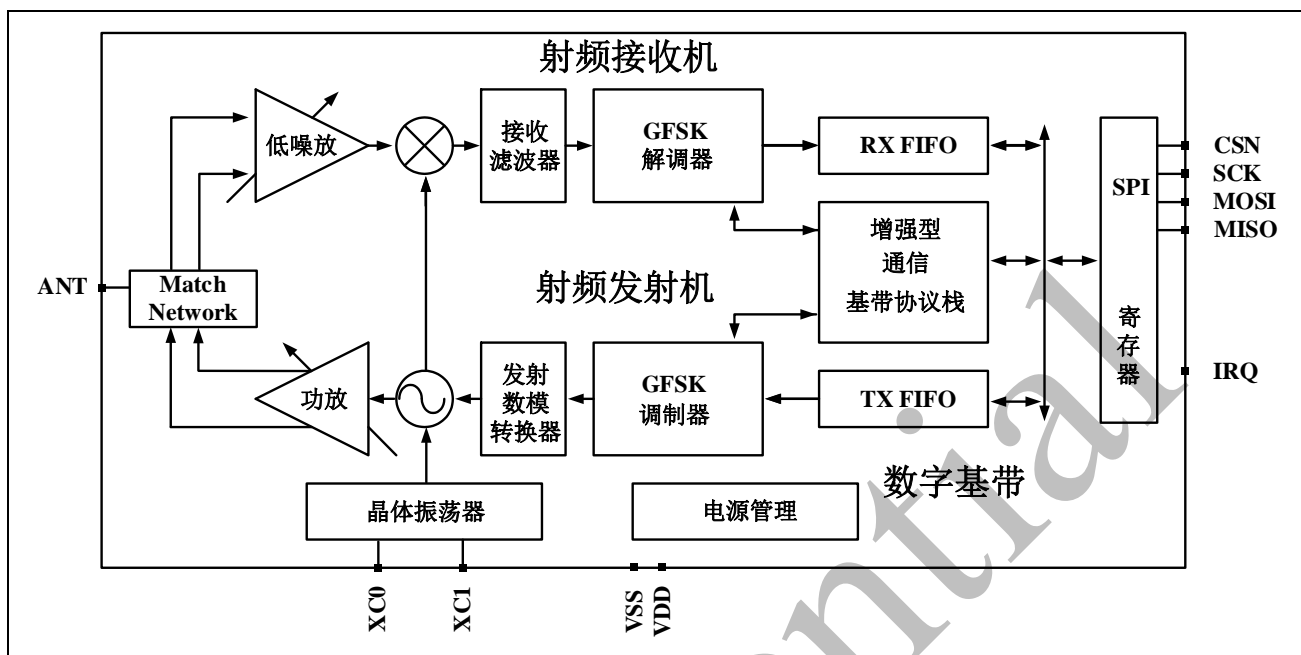 射频接收机
低噪放
接收
滤波器
GFSK
解调器
RX FIFO
SPI
寄
存
器
CSN
SCK
MOSI
MISO
IRQ
增强型
通信
基带协议栈
ANT
Match
Network
射频发射机
功放
发射
数模
转换器
GFSK
调制器
TX FIFO
数字基带
晶体振荡器
电源管理
XC0
XC1
VSS
VDD
ential